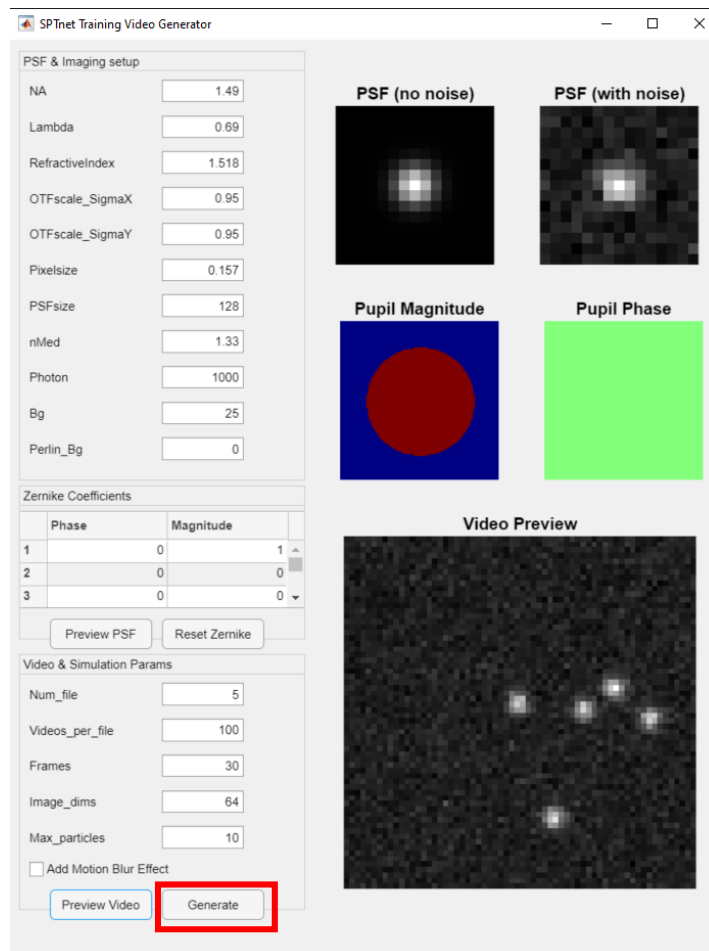 SPTnet Training Video Generator
PSF & Imaging setup
NA 1.49
Lambda 0.69
RefractiveIndex 1.518
OTFscale_SigmaX 0.95
OTFscale_SigmaY 0.95
Pixelsize 0.157
PSFsize 128
nMed 1.33
Photon 1000
Bg 25
Perlin_Bg 0
Zernike Coefficients
Phase Magnitude
1 0 1
2 0 0
3 0 0
Preview PSF Reset Zernike
Video & Simulation Params
Num_file 5
Videos_per_file 100
Frames 30
Image_dims 64
Max_particles 10
Add Motion Blur Effect
Preview Video Generate
PSF (no noise) PSF (with noise)
Pupil Magnitude Pupil Phase
Video Preview